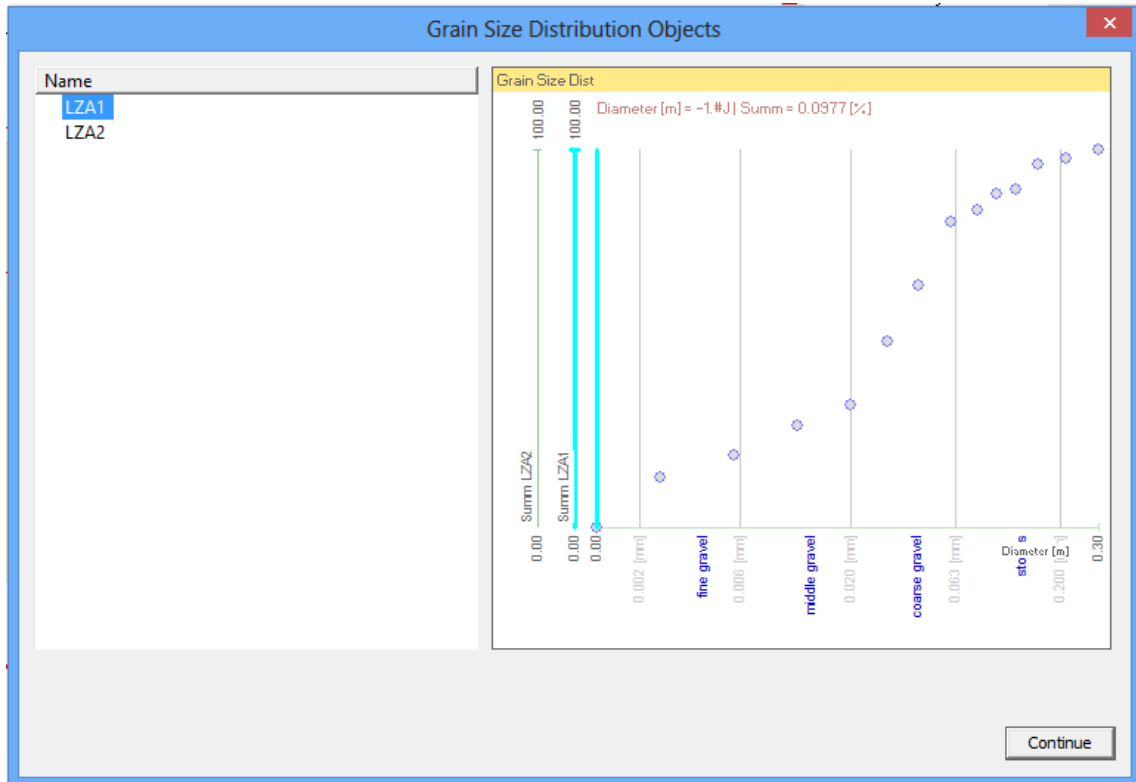 Grain Size Distribution Objects
Name
LZA1
LZA2
Grain Size Dist
Diameter [m] = -1.#J | Summ = 0.0977 [%]
100.00
100.00
Summ LZA2
Summ LZA1
0.00
0.00
0.00
0.002 [mm]
fine gravel
0.006 [mm]
middle gravel
0.020 [mm]
coarse gravel
0.063 [mm]
Diameter [m]
0.30
Continue